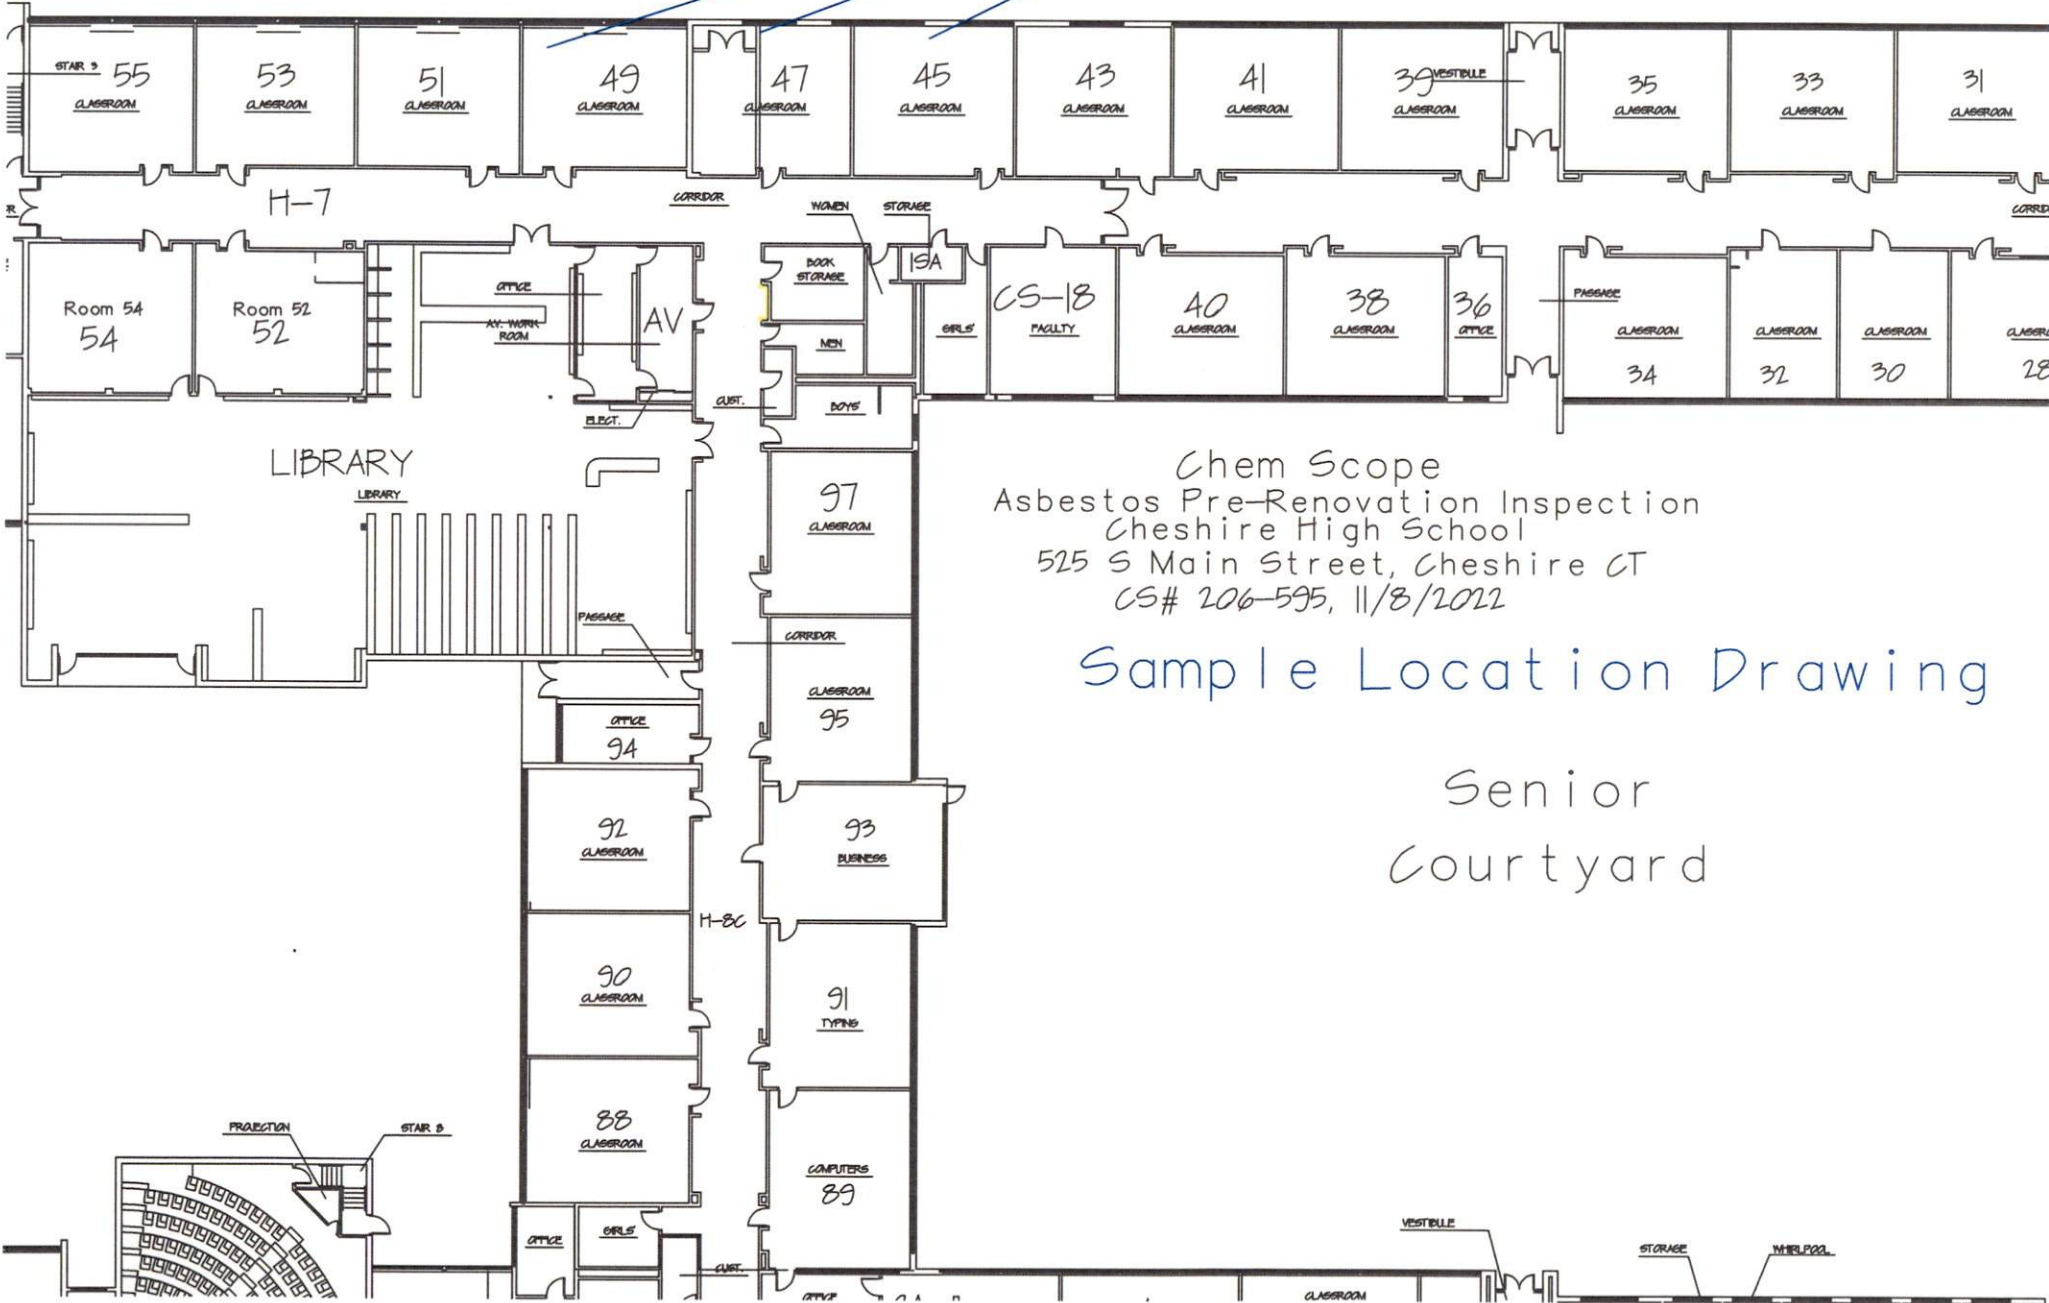 STAIR 3
55
CLASSROOM
53
CLASSROOM
51
CLASSROOM
49
CLASSROOM
47
CLASSROOM
45
CLASSROOM
43
CLASSROOM
41
CLASSROOM
39
CLASSROOM
VESTIBULE
35
CLASSROOM
33
CLASSROOM
31
CLASSROOM
H-7
CORRIDOR
WOMEN
STORAGE
CORRID
Room 54
54
Room 52
52
OFFICE
AV. WORK
ROOM
AV
ELECT.
BOOK
STORAGE
MEN
CUST.
BOYS'
GIRLS'
CS-18
FACULTY
40
CLASSROOM
38
CLASSROOM
36
OFFICE
PASSAGE
CLASSROOM
34
CLASSROOM
32
CLASSROOM
30
CLASSR
28
LIBRARY
LIBRARY
97
CLASSROOM
Chem Scope
Asbestos Pre-Renovation Inspection
Cheshire High School
525 S Main Street, Cheshire CT
CS# 206-595, 11/8/2022
Sample Location Drawing
Senior
Courtyard
PASSAGE
CORRIDOR
CLASSROOM
95
OFFICE
94
92
CLASSROOM
93
BUSINESS
H-8C
90
CLASSROOM
91
TYPING
88
CLASSROOM
COMPUTERS
89
PROJECTION
STAIR 8
OFFICE
GIRLS'
CUST.
OFFICE
CLASSROOM
VESTIBULE
STORAGE
WHIRLPOOL